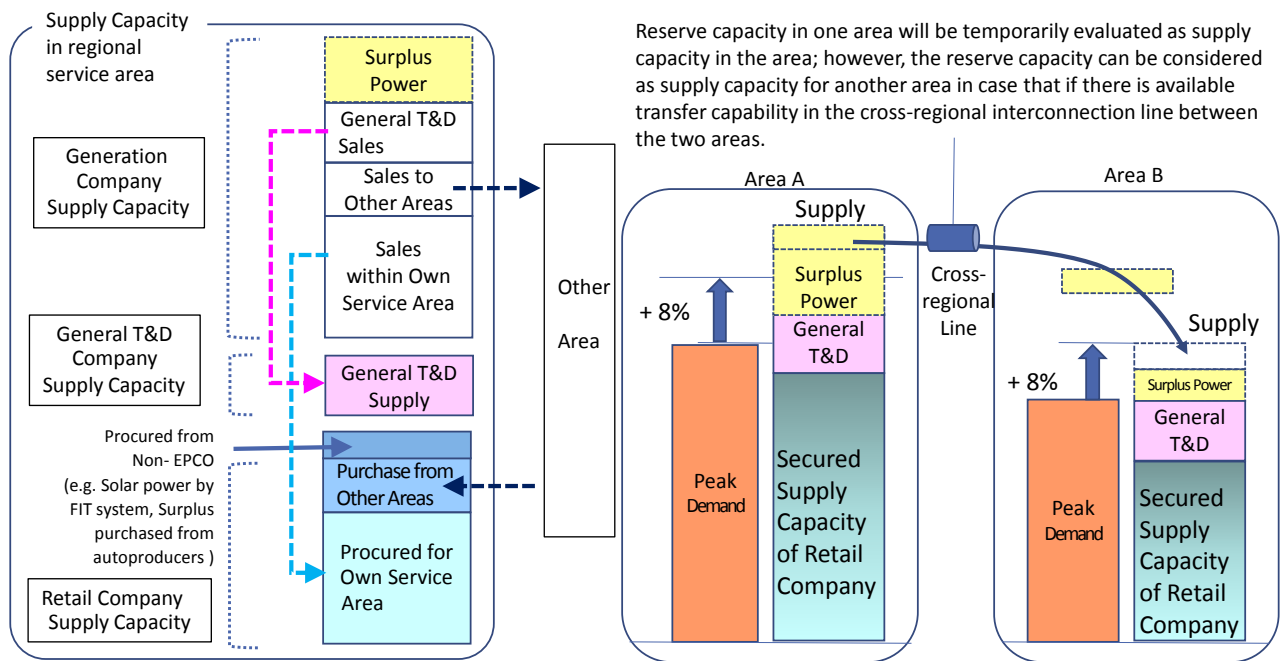 Supply Capacity
in regional
service area
Surplus
Power
General T&D
Sales
Sales to
Other Areas
Sales
within Own
Service Area
Generation
Company
Supply Capacity
General T&D
Company
Supply Capacity
General T&D
Supply
Procured from
Non- EPCO
(e.g. Solar power by
FIT system, Surplus
purchased from
autoproducers )
Purchase from
Other Areas
Procured for
Own Service
Area
Retail Company
Supply Capacity
Other
Area
Reserve capacity in one area will be temporarily evaluated as supply
capacity in the area; however, the reserve capacity can be considered
as supply capacity for another area in case that if there is available
transfer capability in the cross-regional interconnection line between
the two areas.
Area A
Supply
Surplus
Power
General
T&D
+ 8%
Peak
Demand
Secured
Supply
Capacity
of Retail
Company
Cross-
regional
Line
Area B
Supply
Surplus Power
General
T&D
+ 8%
Peak
Demand
Secured
Supply
Capacity
of Retail
Company